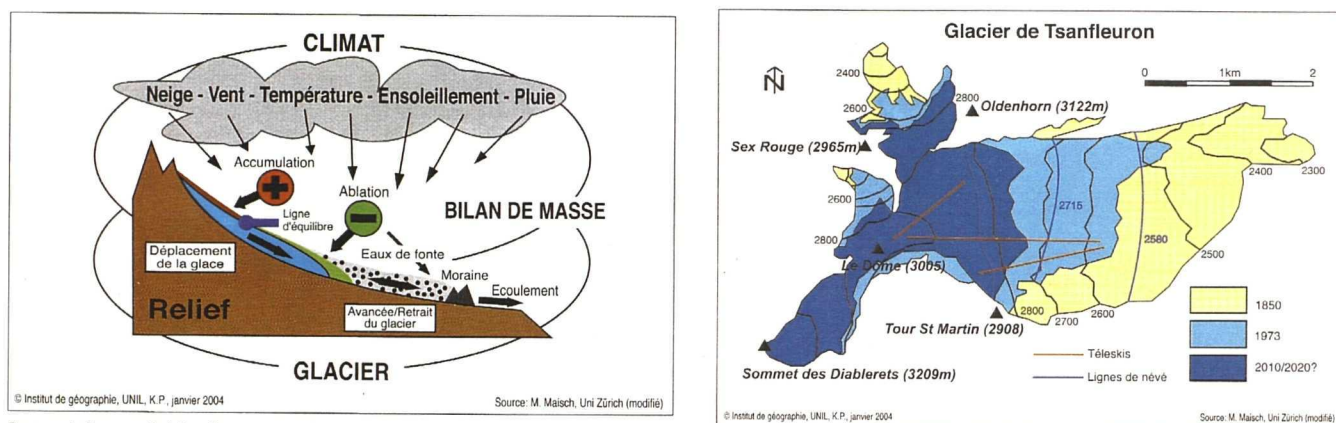 CLIMAT
Neige - Vent - Température - Ensoleillement - Pluie
Accumulation
Ablation
Ligne
d'équilibre
BILAN DE MASSE
Déplacement
de la glace
Eaux de fonte
Moraine
Ecoulement
Relief
Avancée/Retrait
du glacier
GLACIER
© Institut de géographie, UNIL, K.P., janvier 2004
Source: M. Maisch, Uni Zürich (modifié)
Glacier de Tsanfleuron
N
0 1km 2
2400
2600
2800
Oldenhorn (3122m)
Sex Rouge (2965m)
2400
2300
2600
2715
2580
2800
Le Dôme (3005)
2500
2800
2700
2600
Tour St Martin (2908)
Sommet des Diablerets (3209m)
1850
1973
2010/2020?
Téleskis
Lignes de névé
© Institut de géographie, UNIL, K.P., janvier 2004
Source: M. Maisch, Uni Zürich (modifié)